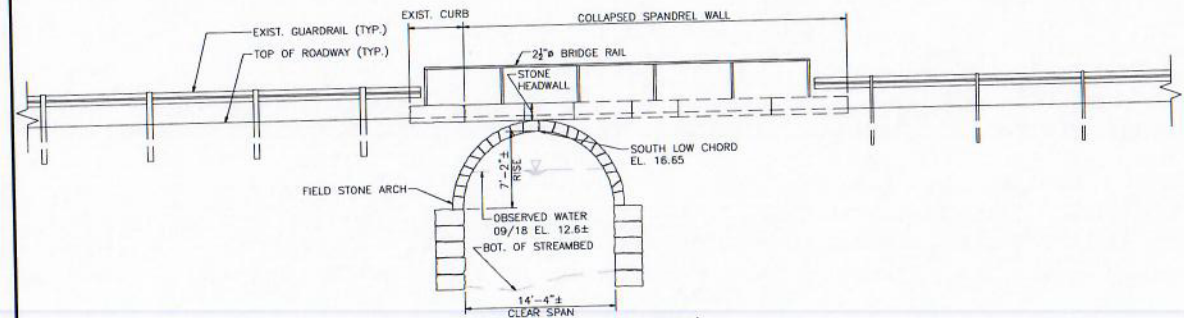 EXIST. CURB
COLLAPSED SPANDREL WALL
EXIST. GUARDRAIL (TYP.)
TOP OF ROADWAY (TYP.)
2½"ø BRIDGE RAIL
STONE
HEADWALL
SOUTH LOW CHORD
EL. 16.65
7'-2"±
RISE
FIELD STONE ARCH
OBSERVED WATER
09/18 EL. 12.6±
BOT. OF STREAMBED
14'-4"±
CLEAR SPAN